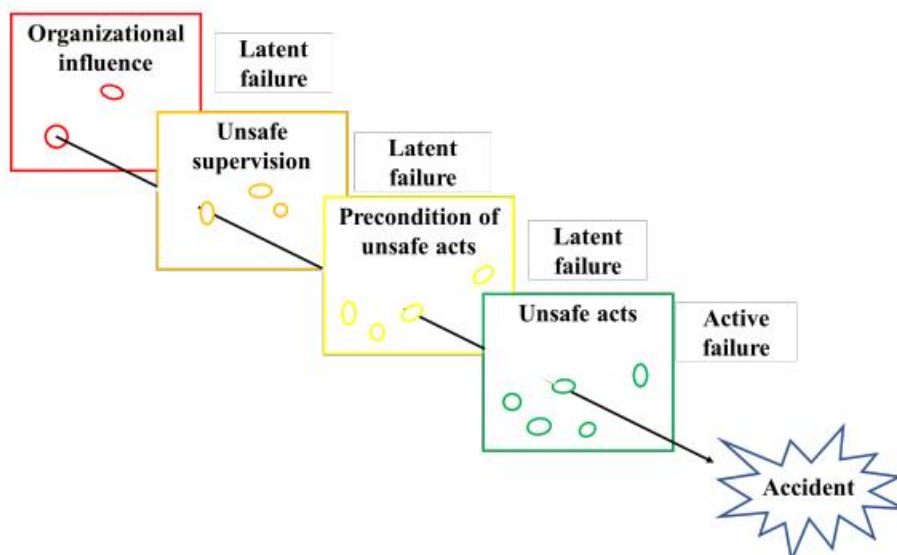 Organizational
influence
Latent
failure
Unsafe
supervision
Latent
failure
Precondition of
unsafe acts
Latent
failure
Unsafe acts
Active
failure
Accident